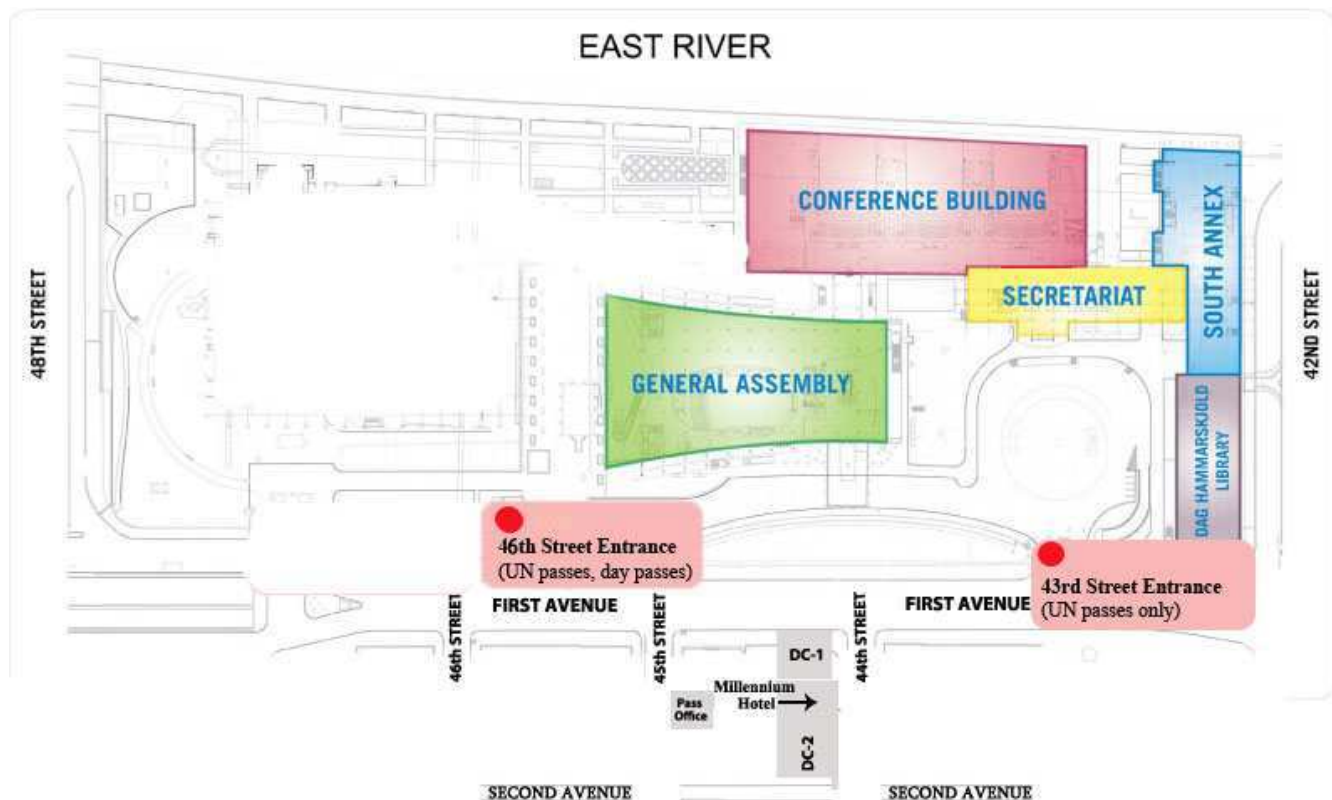 EAST RIVER
CONFERENCE BUILDING
SOUTH ANNEX
SECRETARIAT
48TH STREET
42ND STREET
GENERAL ASSEMBLY
DAG HAMMARSKJOLD
LIBRARY
46th Street Entrance
(UN passes, day passes)
43rd Street Entrance
(UN passes only)
FIRST AVENUE
FIRST AVENUE
46th STREET
45th STREET
44th STREET
DC-1
Millennium
Hotel
Pass
Office
DC-2
SECOND AVENUE
SECOND AVENUE